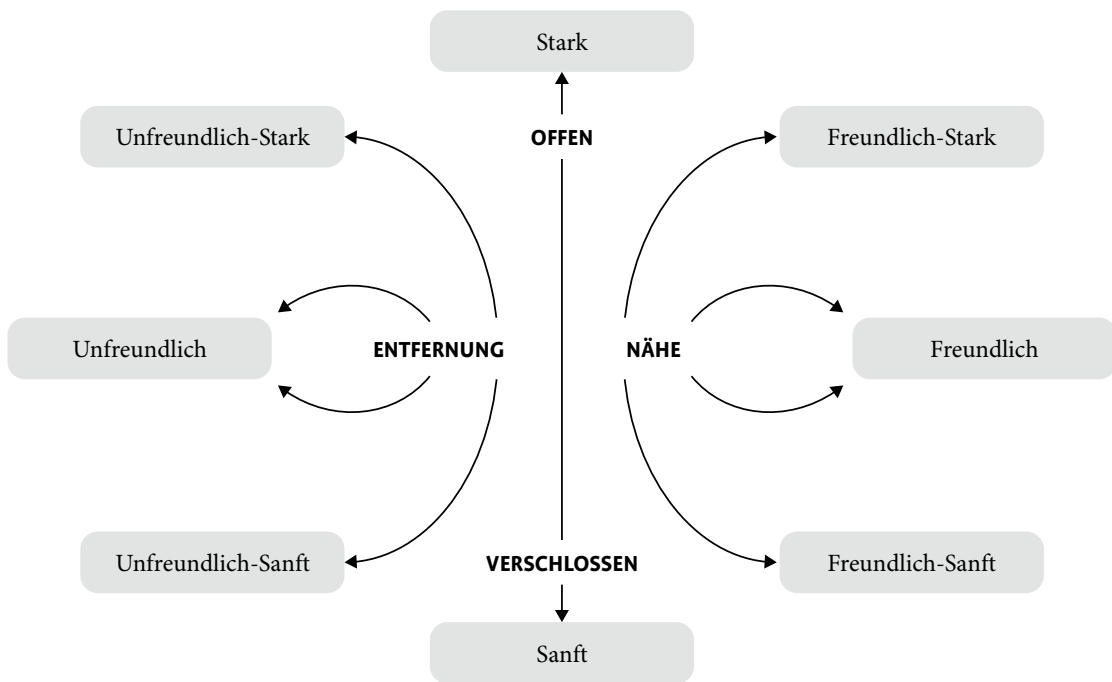 Stark
Unfreundlich-Stark
OFFEN
Freundlich-Stark
Unfreundlich
ENTFERNUNG
NÄHE
Freundlich
Unfreundlich-Sanft
VERSCHLOSSEN
Freundlich-Sanft
Sanft